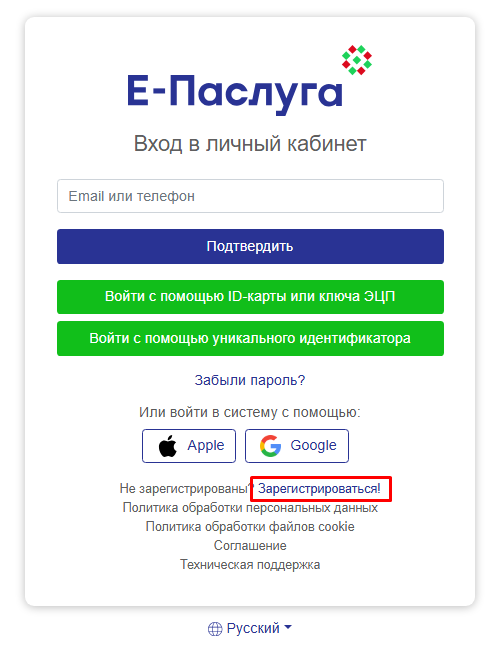 Е-Паслуга
Вход в личный кабинет
Email или телефон
Подтвердить
Войти с помощью ID-карты или ключа ЭЦП
Войти с помощью уникального идентификатора
Забыли пароль?
Или войти в систему с помощью:
Apple Google
Не зарегистрированы? Зарегистрироваться!
Политика обработки персональных данных
Политика обработки файлов cookie
Соглашение
Техническая поддержка
Русский